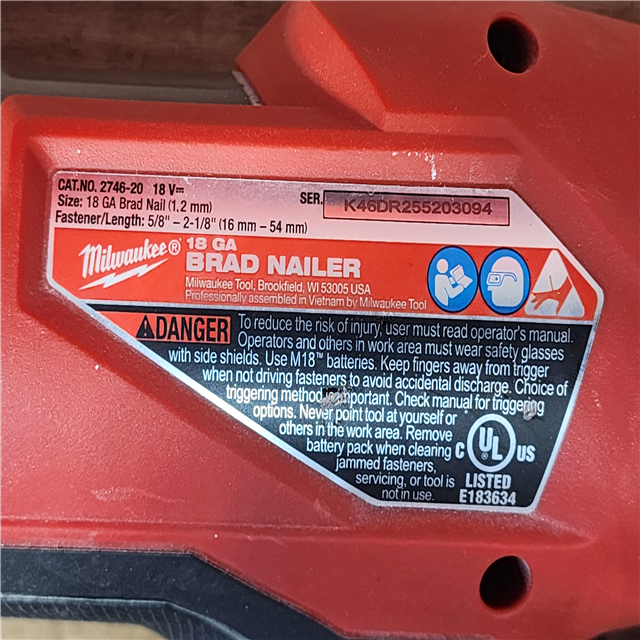 CAT.NO. 2746-20 18 V⎓
Size: 18 GA Brad Nail (1.2 mm)
Fastener/Length: 5/8" – 2-1/8" (16 mm – 54 mm)
SER. K46DR255203094
Milwaukee®
18 GA
BRAD NAILER
Milwaukee Tool, Brookfield, WI 53005 USA
Professionally assembled in Vietnam by Milwaukee Tool
DANGER
To reduce the risk of injury, user must read operator's manual.
Operators and others in work area must wear safety glasses
with side shields. Use M18™ batteries. Keep fingers away from trigger
when not driving fasteners to avoid accidental discharge. Choice of
triggering method important. Check manual for triggering
options. Never point tool at yourself or
others in the work area. Remove
battery pack when clearing
jammed fasteners,
servicing, or tool is
not in use.
C UL US
LISTED
E183634